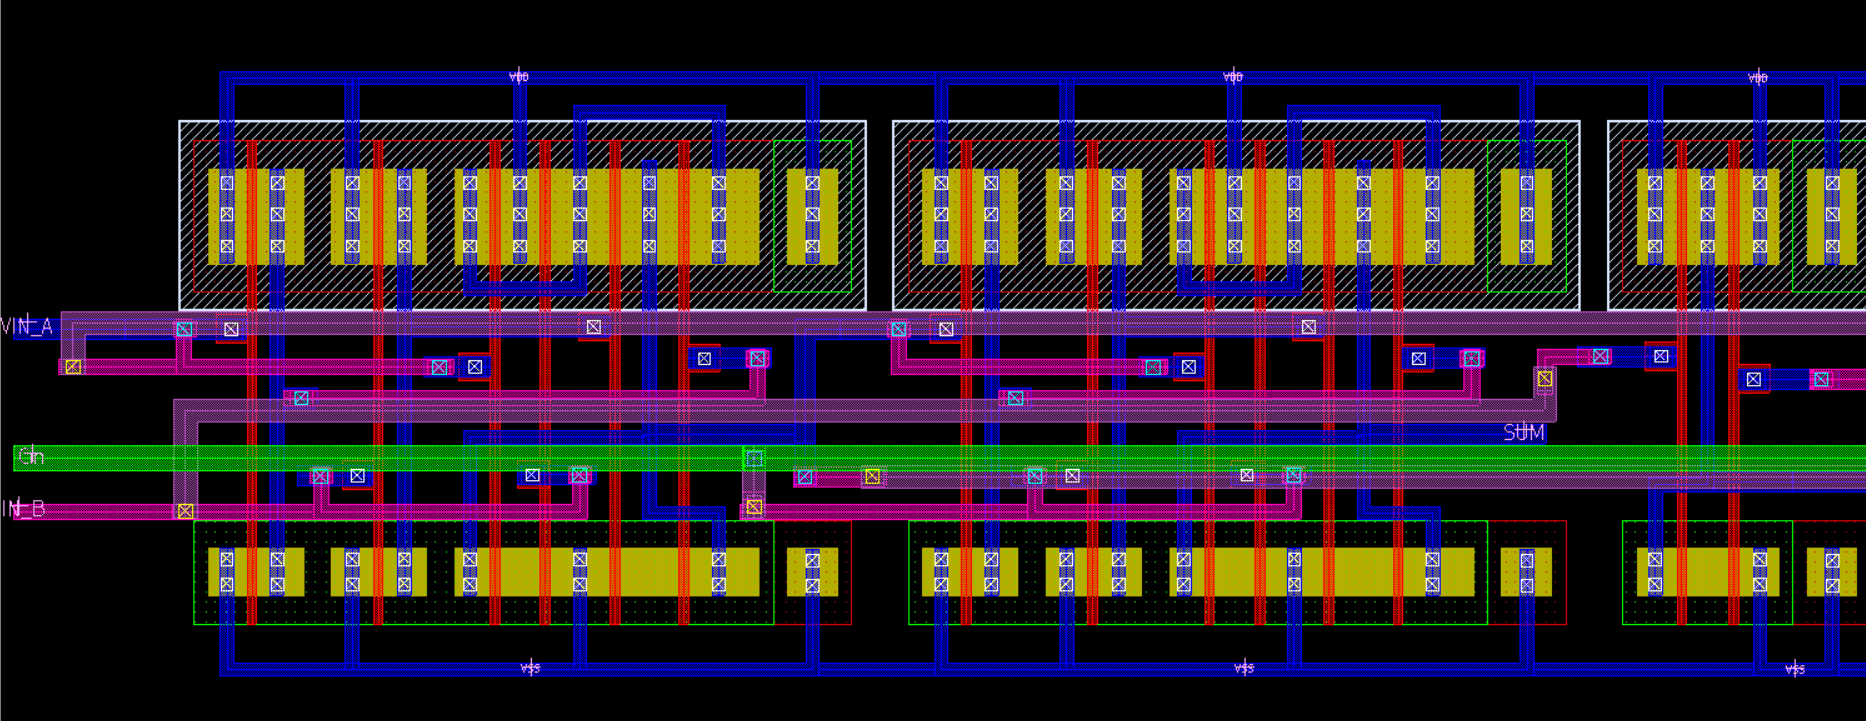 VDD VDD VDD
VIN_A
SUM
Cin
IN_B
VSS VSS VSS